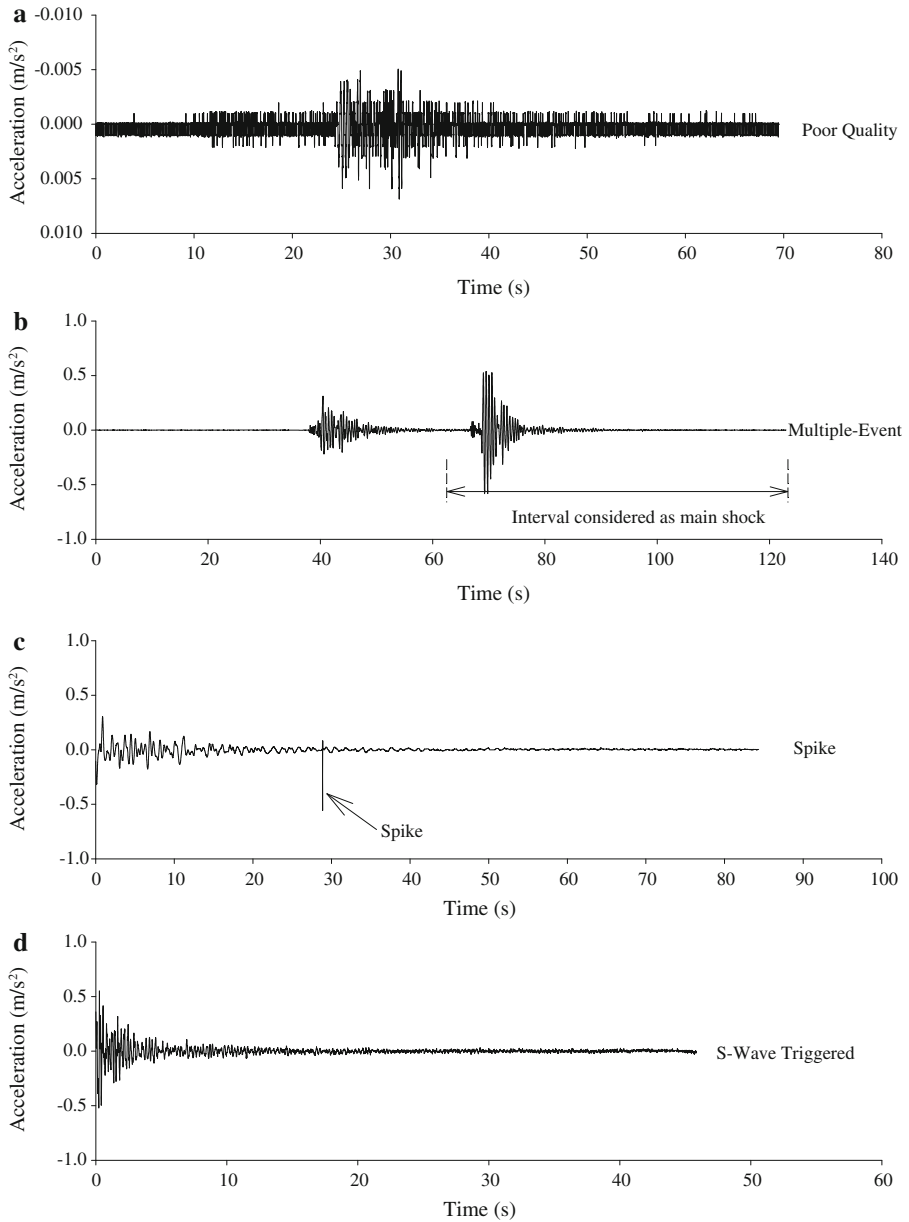 a
Acceleration (m/s²)
-0.010
-0.005
0.000
0.005
0.010
Poor Quality
0 10 20 30 40 50 60 70 80
Time (s)
b
Acceleration (m/s²)
1.0
0.5
0.0
-0.5
-1.0
Multiple-Event
Interval considered as main shock
0 20 40 60 80 100 120 140
Time (s)
c
Acceleration (m/s²)
1.0
0.5
0.0
-0.5
-1.0
Spike
Spike
0 10 20 30 40 50 60 70 80 90 100
Time (s)
d
Acceleration (m/s²)
1.0
0.5
0.0
-0.5
-1.0
S-Wave Triggered
0 10 20 30 40 50 60
Time (s)